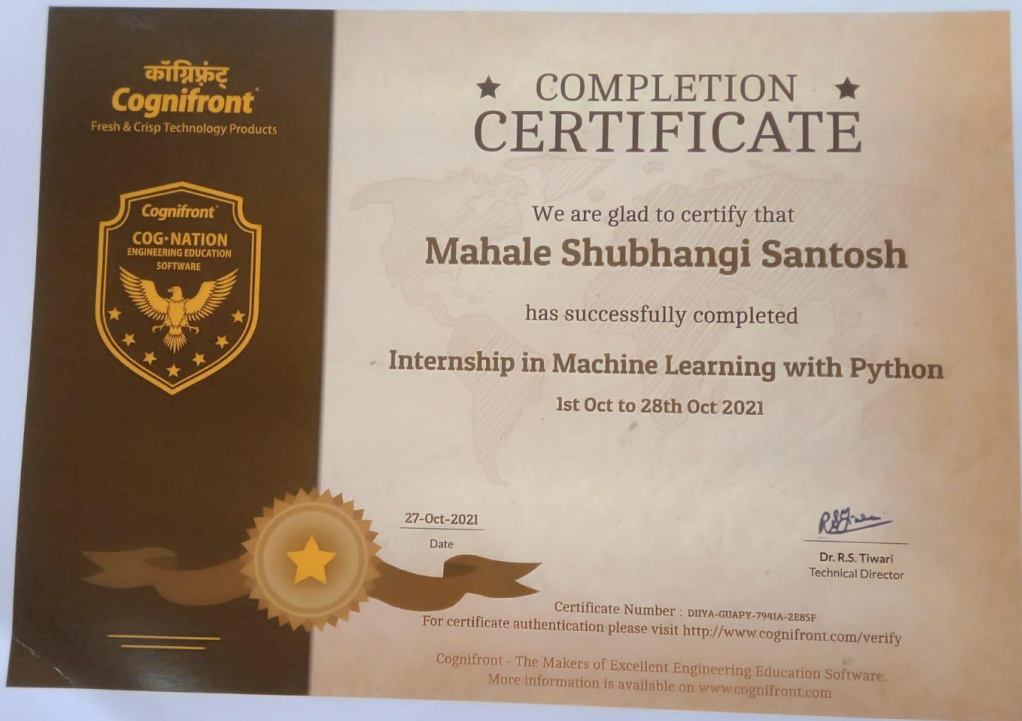 कॉग्निफ्रंट्
Cognifront
Fresh & Crisp Technology Products
Cognifront
COG•NATION
ENGINEERING EDUCATION
SOFTWARE
COMPLETION
CERTIFICATE
We are glad to certify that
Mahale Shubhangi Santosh
has successfully completed
Internship in Machine Learning with Python
1st Oct to 28th Oct 2021
27-Oct-2021
Date
Dr. R.S. Tiwari
Technical Director
Certificate Number : DIIYA-GUAPY-7941A-2E85F
For certificate authentication please visit http://www.cognifront.com/verify
Cognifront - The Makers of Excellent Engineering Education Software.
More information is available on www.cognifront.com